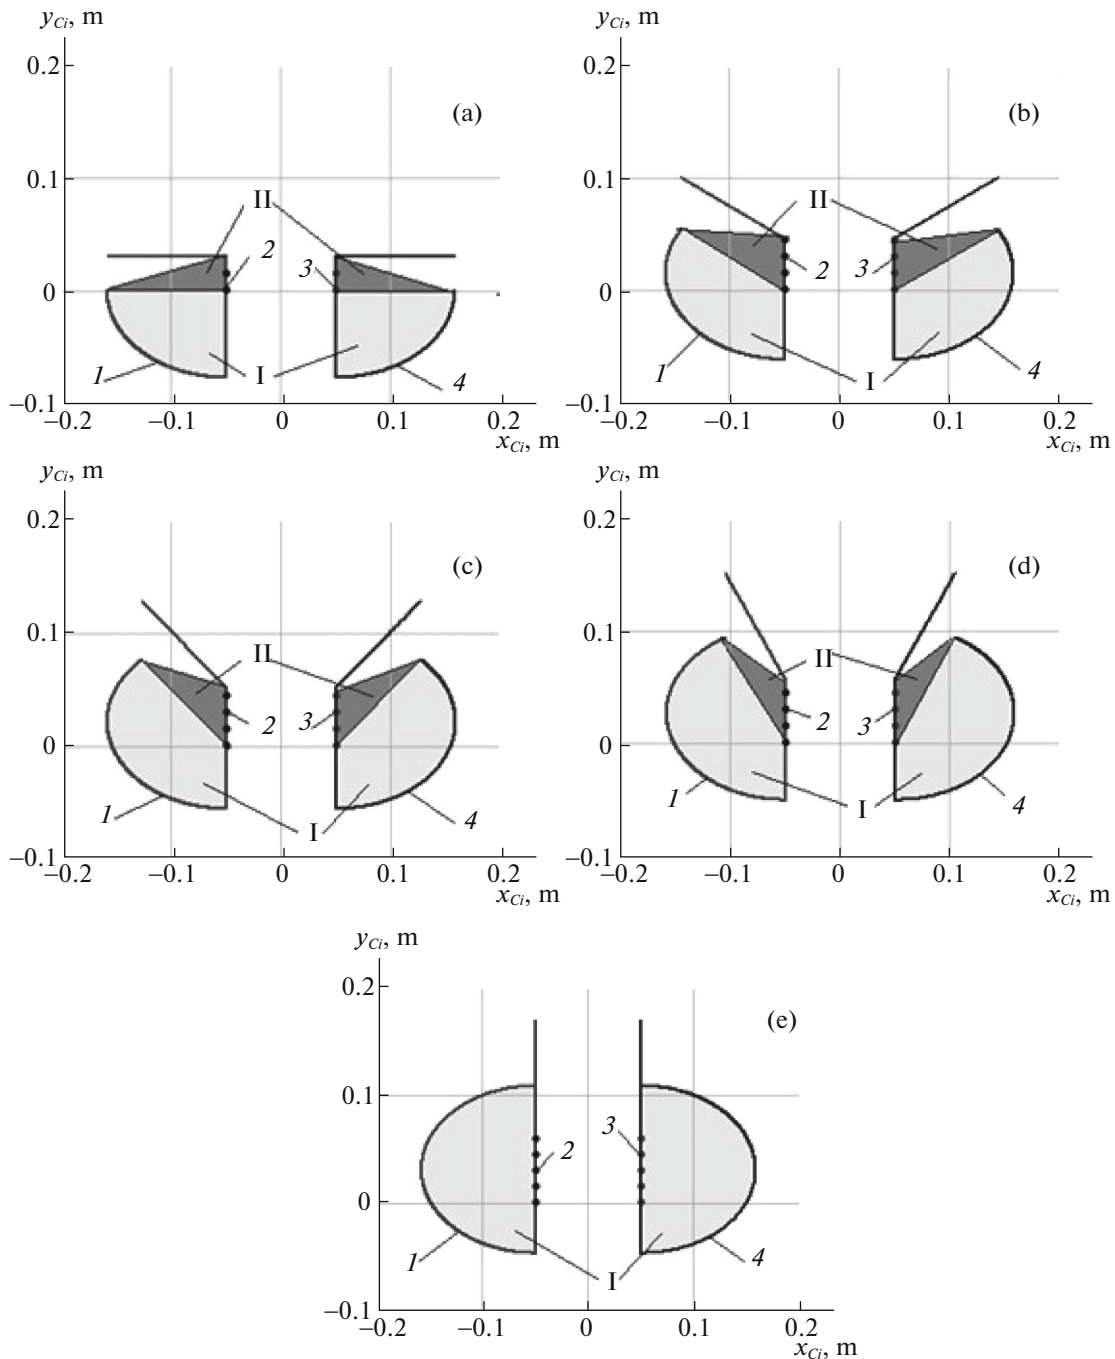 y_Ci, m
0.2
(a)
0.1
II
2
3
0
1
I
4
–0.1
–0.2 –0.1 0 0.1 0.2
x_Ci, m
y_Ci, m
0.2
(b)
0.1
II
3 2
0
1
I
4
–0.1
–0.2 –0.1 0 0.1 0.2
x_Ci, m
y_Ci, m
0.2
(c)
0.1
II
2 3
0
1
I
4
–0.1
–0.2 –0.1 0 0.1 0.2
x_Ci, m
y_Ci, m
0.2
(d)
0.1
II
2 3
0
1
I
4
–0.1
–0.2 –0.1 0 0.1 0.2
x_Ci, m
y_Ci, m
0.2
(e)
0.1
3
2
0
1
I
4
–0.1
–0.2 –0.1 0 0.1 0.2
x_Ci, m